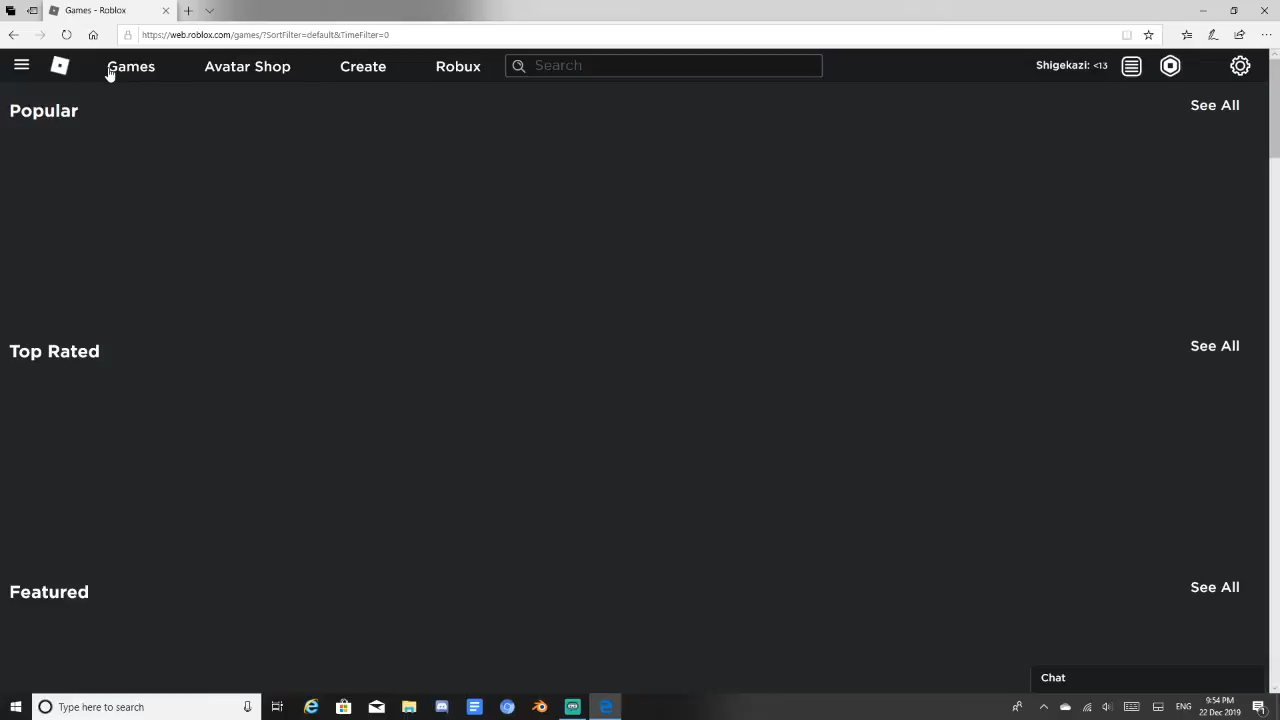 Games - Roblox
https://web.roblox.com/games/?SortFilter=default&TimeFilter=0
Games Avatar Shop Create Robux Search Shigekazi: <13
Popular See All
Top Rated See All
Featured See All
Chat
Type here to search ENG 9:54 PM
22 Dec 2019